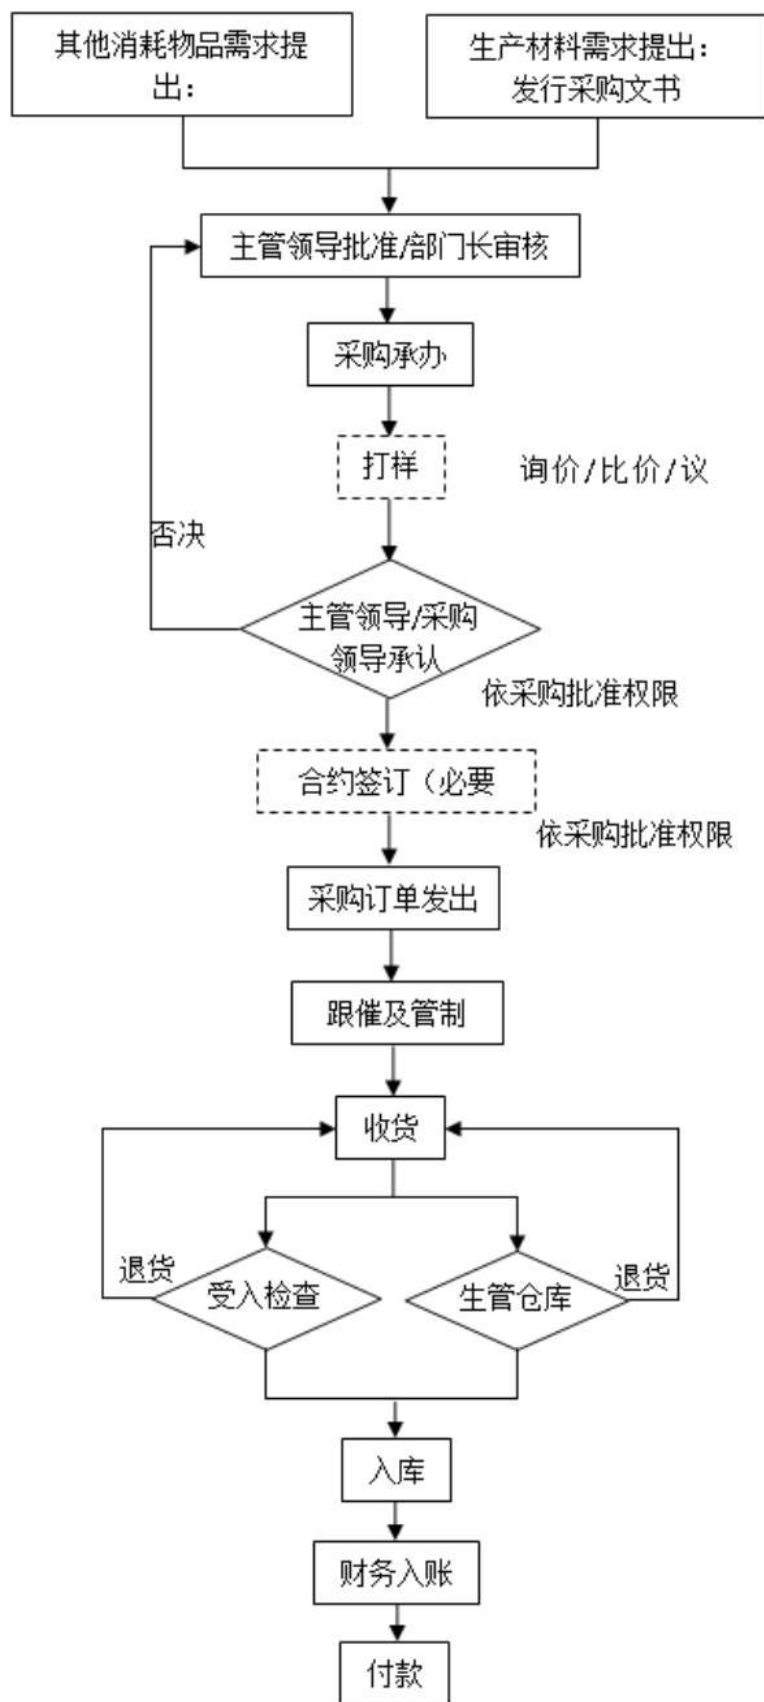 其他消耗物品需求提
出：
生产材料需求提出：
发行采购文书
主管领导批准/部门长审核
采购承办
打样
询价/比价/议
否决
主管领导/采购
领导承认
依采购批准权限
合约签订（必要
依采购批准权限
采购订单发出
跟催及管制
收货
退货
受入检查
生管仓库
退货
入库
财务入账
付款